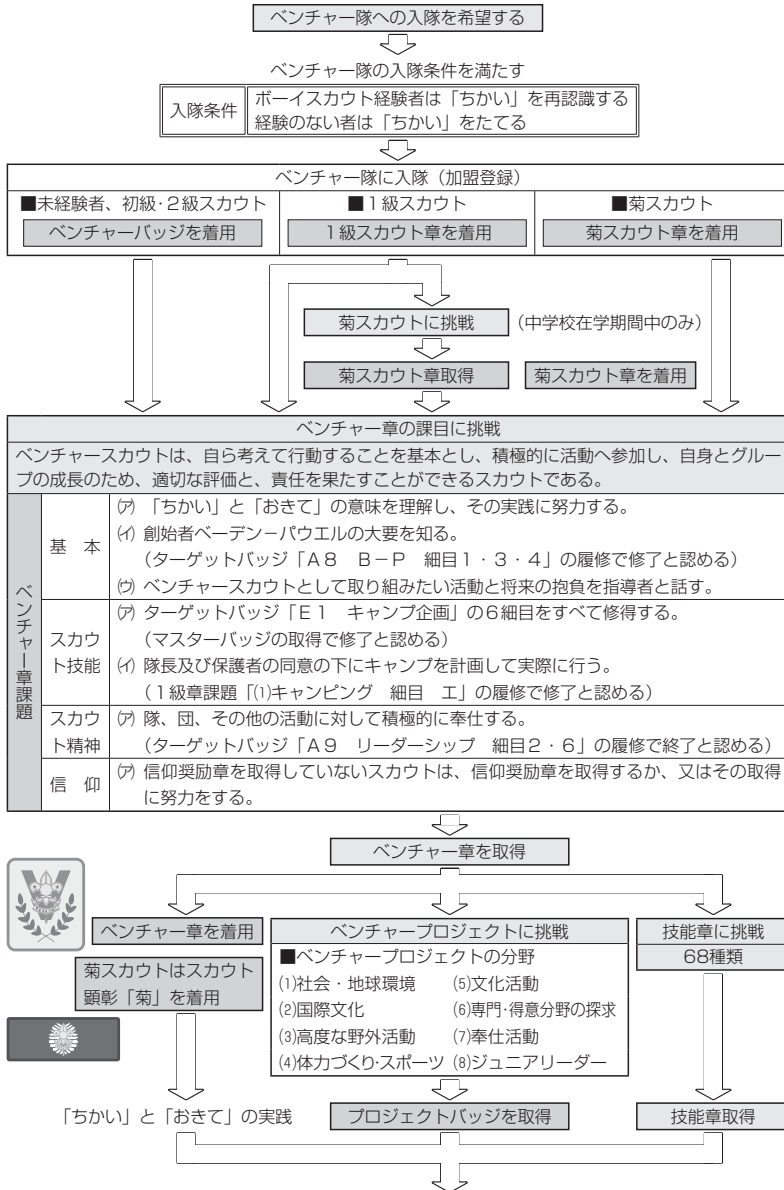 ベンチャー隊への入隊を希望する
ベンチャー隊の入隊条件を満たす
入隊条件
ボーイスカウト経験者は「ちかい」を再認識する
経験のない者は「ちかい」をたてる
ベンチャー隊に入隊（加盟登録）
■未経験者、初級・２級スカウト
ベンチャーバッジを着用
■１級スカウト
１級スカウト章を着用
■菊スカウト
菊スカウト章を着用
菊スカウトに挑戦
（中学校在学期間中のみ）
菊スカウト章取得
菊スカウト章を着用
ベンチャー章の課目に挑戦
ベンチャースカウトは、自ら考えて行動することを基本とし、積極的に活動へ参加し、自身とグルー
プの成長のため、適切な評価と、責任を果たすことができるスカウトである。
ベンチャー章課題
基　本
㋐ 「ちかい」と「おきて」の意味を理解し、その実践に努力する。
㋑ 創始者ベーデン－パウエルの大要を知る。
（ターゲットバッジ「Ａ８　Ｂ－Ｐ　細目１・３・４」の履修で修了と認める）
㋒ ベンチャースカウトとして取り組みたい活動と将来の抱負を指導者と話す。
スカウ
ト技能
㋐ ターゲットバッジ「Ｅ１　キャンプ企画」の６細目をすべて修得する。
（マスターバッジの取得で修了と認める）
㋑ 隊長及び保護者の同意の下にキャンプを計画して実際に行う。
（１級章課題「⑴キャンピング　細目　エ」の履修で修了と認める）
スカウ
ト精神
㋐ 隊、団、その他の活動に対して積極的に奉仕する。
（ターゲットバッジ「Ａ９　リーダーシップ　細目２・６」の履修で終了と認める）
信　仰
㋐ 信仰奨励章を取得していないスカウトは、信仰奨励章を取得するか、又はその取得
に努力をする。
ベンチャー章を取得
ベンチャー章を着用
菊スカウトはスカウト
顕彰「菊」を着用
ベンチャープロジェクトに挑戦
■ベンチャープロジェクトの分野
⑴社会・地球環境
⑵国際文化
⑶高度な野外活動
⑷体力づくり・スポーツ
⑸文化活動
⑹専門・得意分野の探求
⑺奉仕活動
⑻ジュニアリーダー
技能章に挑戦
68種類
「ちかい」と「おきて」の実践
プロジェクトバッジを取得
技能章取得